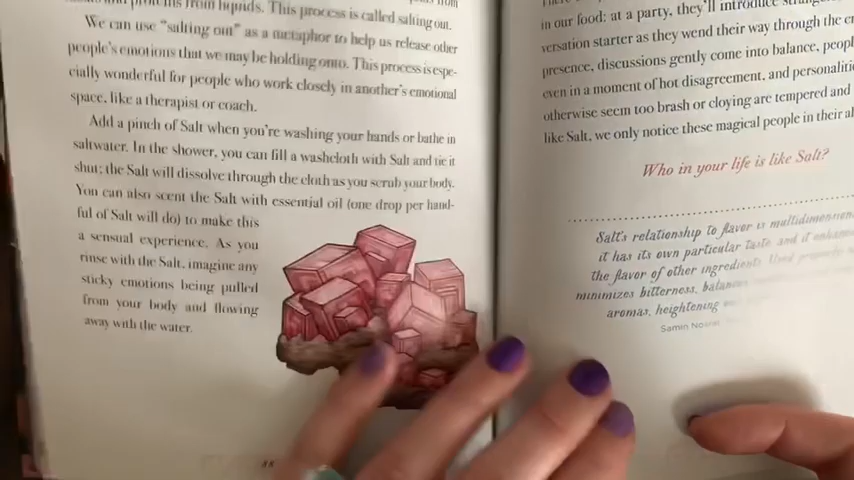 from liquids. This process is called salting out.
We can use "salting out" as a metaphor to help us release other
people's emotions that we may be holding onto. This process is espe-
cially wonderful for people who work closely in another's emotional
space, like a therapist or coach.
Add a pinch of Salt when you're washing your hands or bathe in
saltwater. In the shower, you can fill a washcloth with Salt and tie it
shut; the Salt will dissolve through the cloth as you scrub your body.
You can also scent the Salt with essential oil (one drop per hand-
ful of Salt will do) to make this
a sensual experience. As you
rinse with the Salt, imagine any
sticky emotions being pulled
from your body and flowing
away with the water.
in our food: at a party, they'll introduce
versation starter as they wend their way through the
presence, discussions gently come into balance,
even in a moment of hot disagreement, and
otherwise seem too brash or cloying are tempered and
like Salt, we only notice these magical people in their
Who in your life is like Salt?
Salt's relationship to flavor is
it has its own particular taste, and it
the flavor of other ingredients. Used properly
minimizes bitterness,
aromas, heightening
Samin